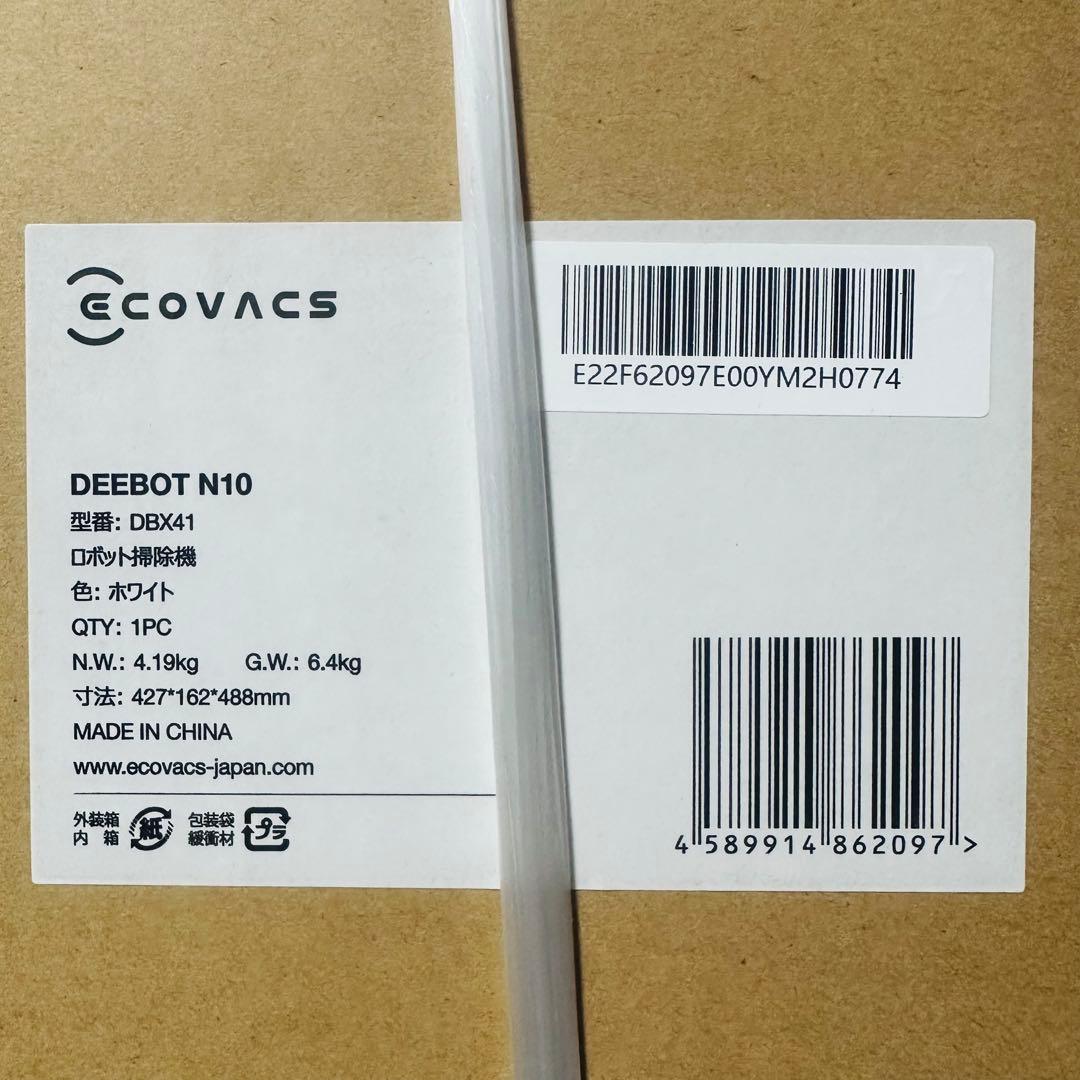 ECOVACS
E22F62097E00YM2H0774
DEEBOT N10
型番: DBX41
ロボット掃除機
色: ホワイト
QTY: 1PC
N.W.: 4.19kg G.W.: 6.4kg
寸法: 427*162*488mm
MADE IN CHINA
www.ecovacs-japan.com
外装箱
内 箱
紙
包装袋
緩衝材
プラ
4 589914 862097 >